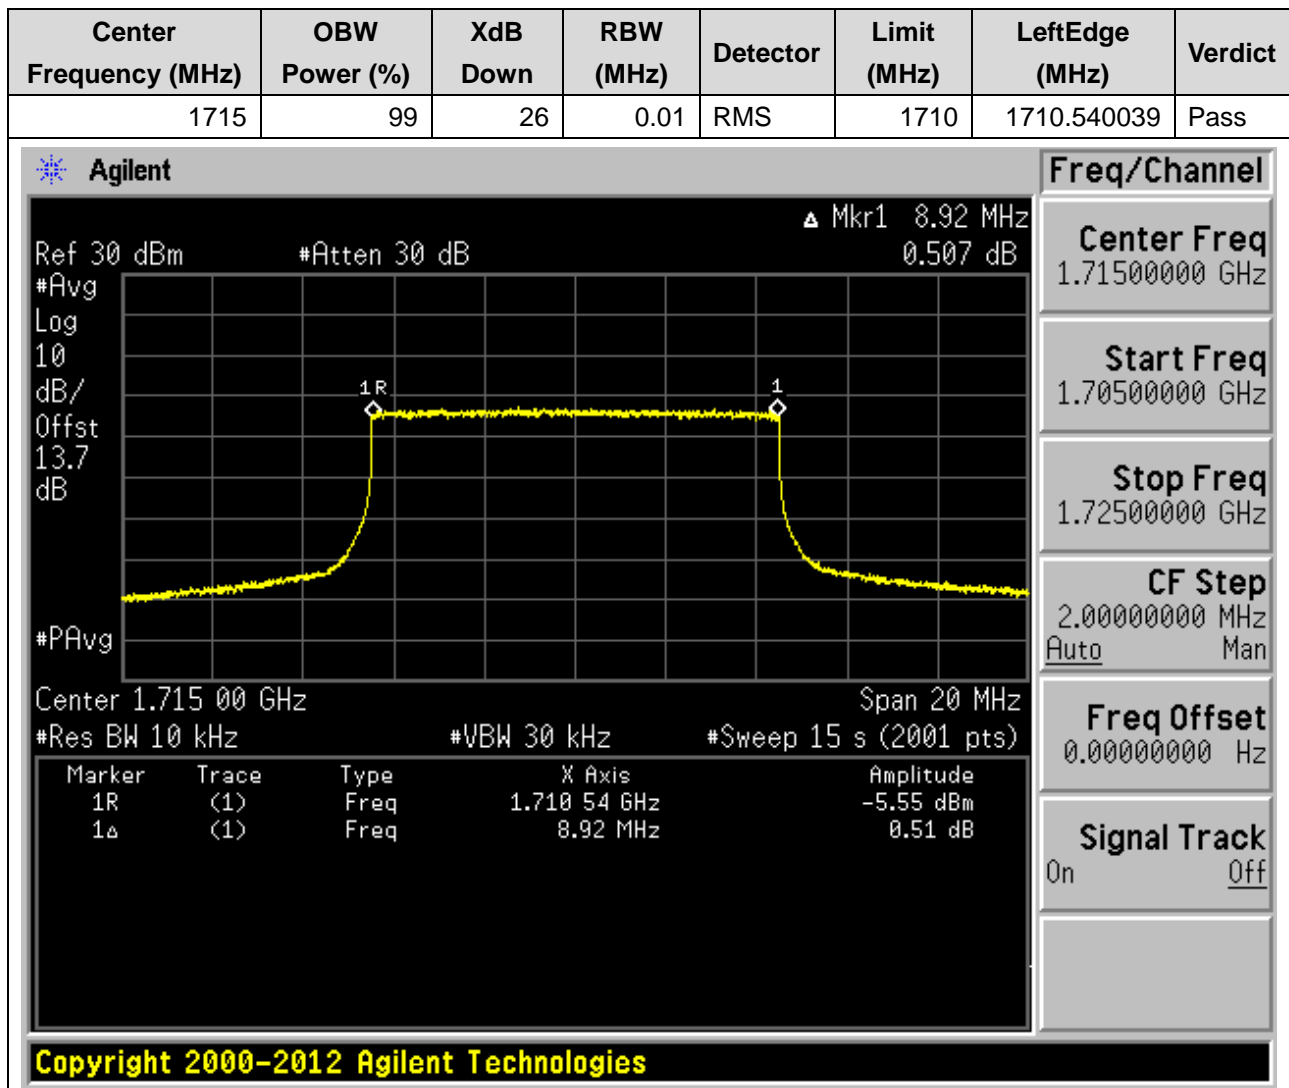 Center Frequency (MHz) OBW Power (%) XdB Down RBW (MHz) Detector Limit (MHz) LeftEdge (MHz) Verdict
1715 99 26 0.01 RMS 1710 1710.540039 Pass
Agilent
Freq/Channel
Δ Mkr1 8.92 MHz
Ref 30 dBm #Atten 30 dB 0.507 dB
#Avg
Log
10
dB/
Offst
13.7
dB
1R
1
#PAvg
Center 1.715 00 GHz Span 20 MHz
#Res BW 10 kHz #VBW 30 kHz #Sweep 15 s (2001 pts)
Marker Trace Type X Axis Amplitude
1R (1) Freq 1.710 54 GHz -5.55 dBm
1Δ (1) Freq 8.92 MHz 0.51 dB
Center Freq
1.71500000 GHz
Start Freq
1.70500000 GHz
Stop Freq
1.72500000 GHz
CF Step
2.00000000 MHz
Auto Man
Freq Offset
0.00000000 Hz
Signal Track
On Off
Copyright 2000-2012 Agilent Technologies